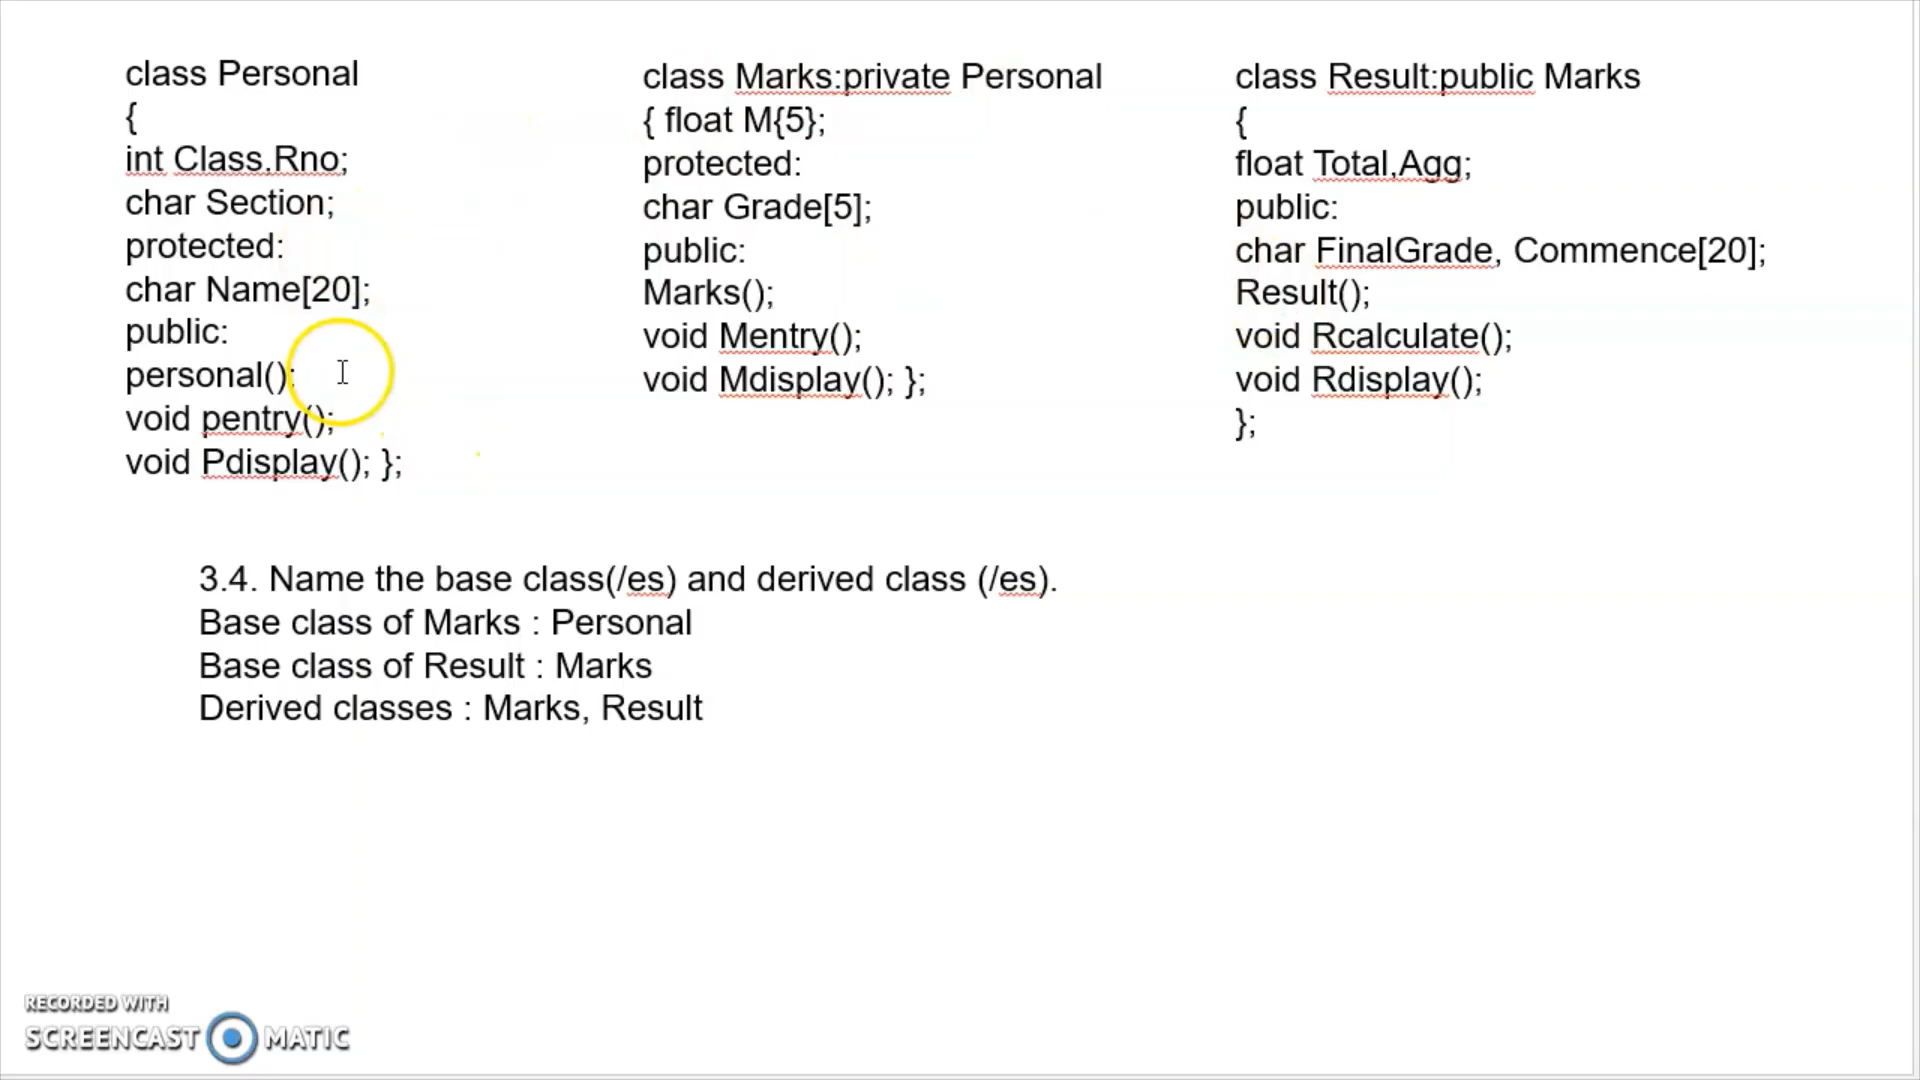 class Personal
{
int Class,Rno;
char Section;
protected:
char Name[20];
public:
personal();
void pentry();
void Pdisplay(); };
class Marks:private Personal
{ float M{5};
protected:
char Grade[5];
public:
Marks();
void Mentry();
void Mdisplay(); };
class Result:public Marks
{
float Total,Agg;
public:
char FinalGrade, Commence[20];
Result();
void Rcalculate();
void Rdisplay();
};
3.4. Name the base class(/es) and derived class (/es).
Base class of Marks : Personal
Base class of Result : Marks
Derived classes : Marks, Result
RECORDED WITH
SCREENCAST MATIC